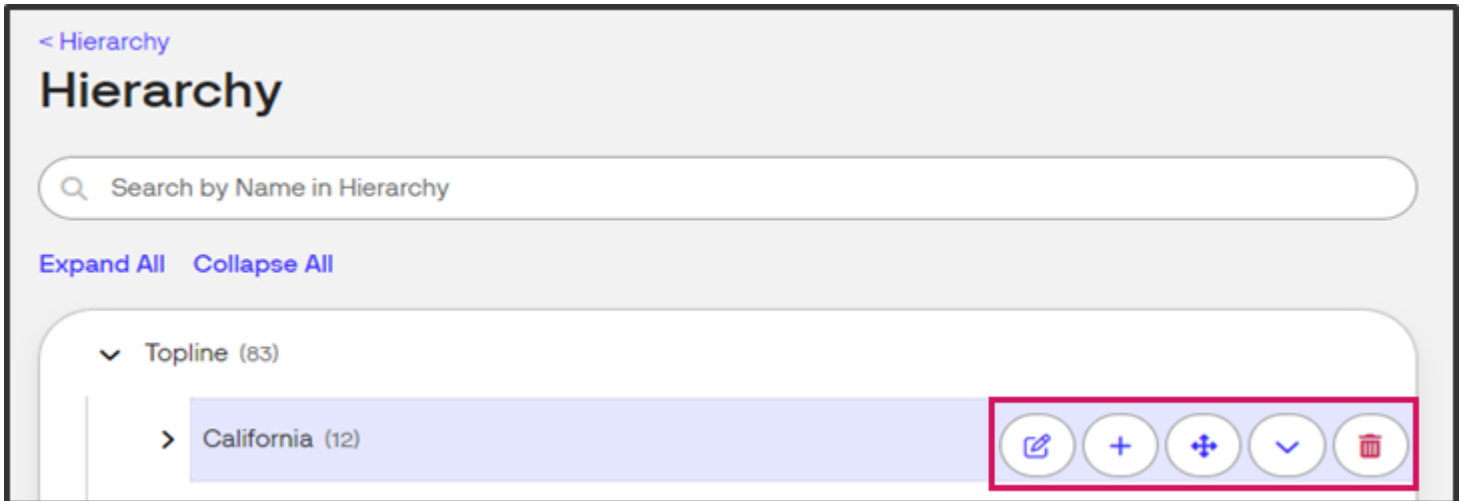 < Hierarchy
Hierarchy
Search by Name in Hierarchy
Expand All Collapse All
Topline (83)
California (12)